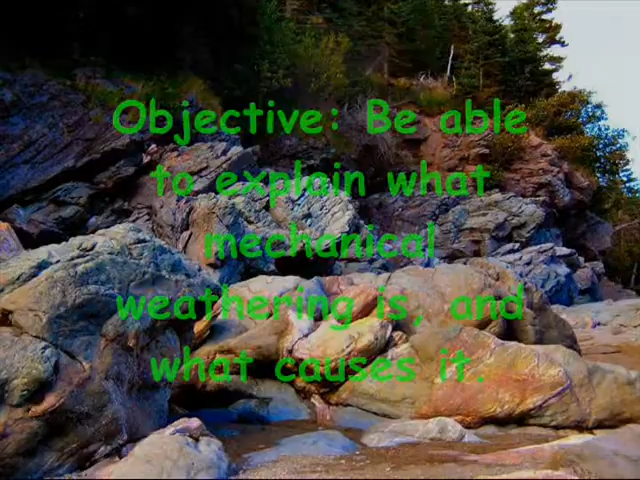 Objective: Be able
to explain what
mechanical
weathering is, and
what causes it.